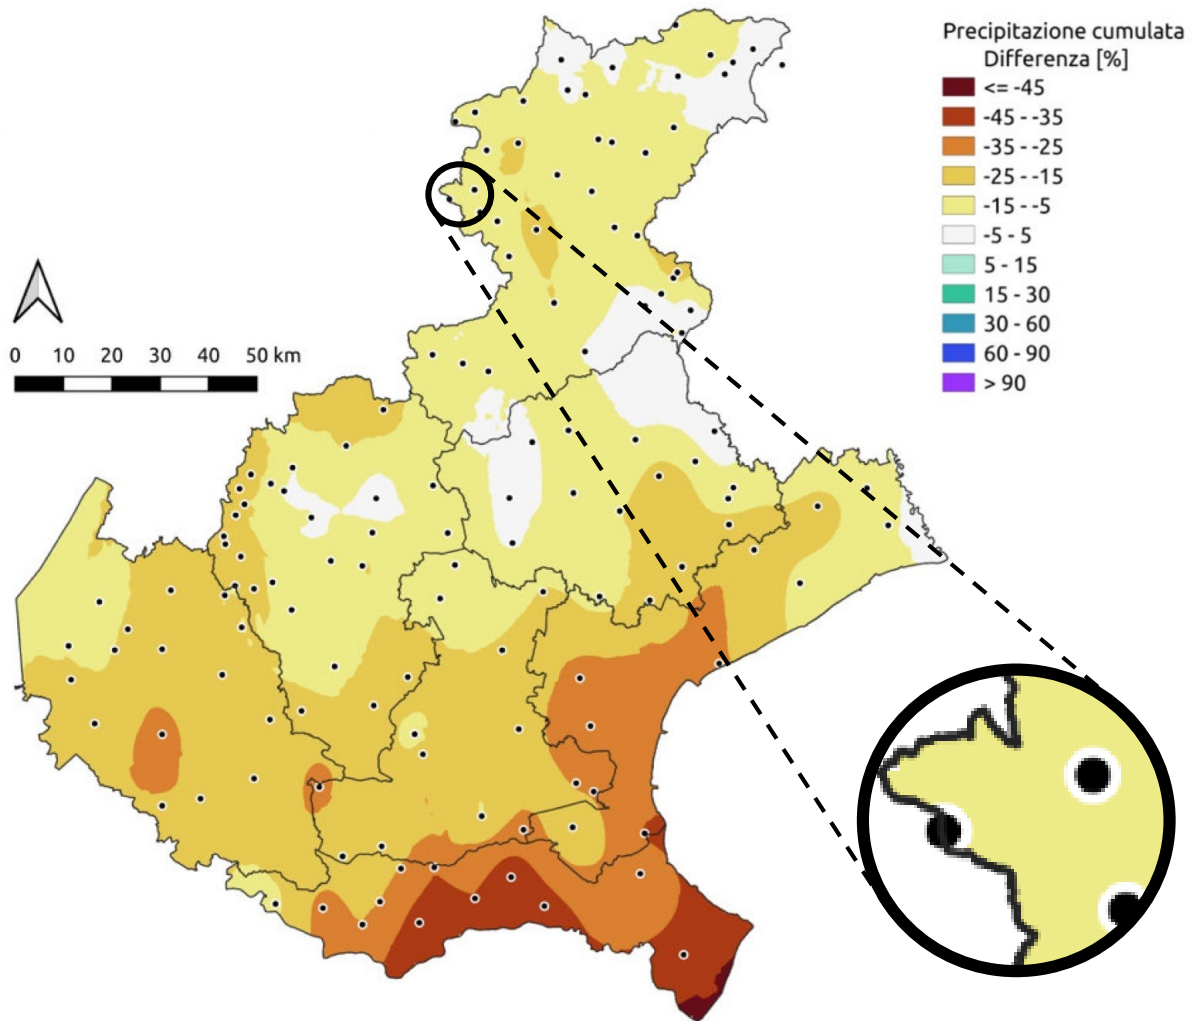 Precipitazione cumulata
Differenza [%]
<= -45
-45 - -35
-35 - -25
-25 - -15
-15 - -5
-5 - 5
5 - 15
15 - 30
30 - 60
60 - 90
> 90
0 10 20 30 40 50 km